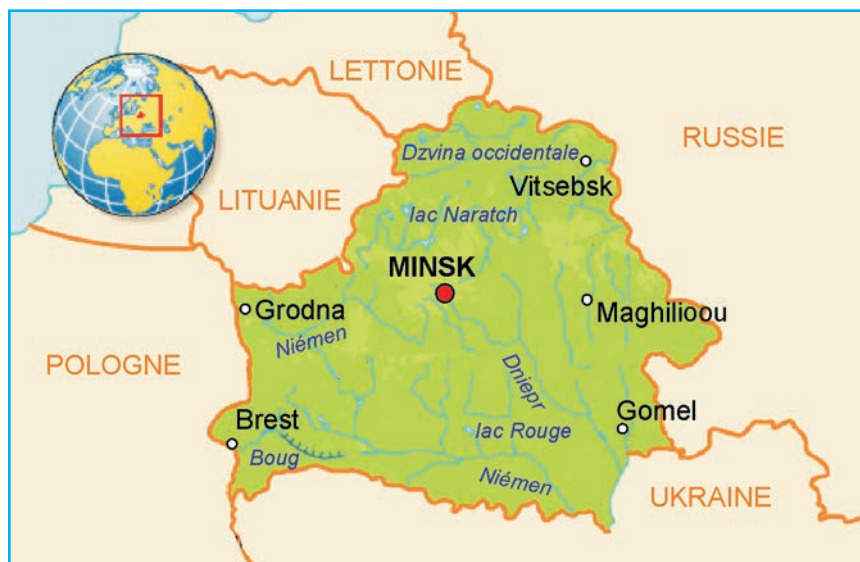 LETTONIE
RUSSIE
Dzvina occidentale
Vitsebsk
LITUANIE
lac Naratch
MINSK
Grodna
Maghilioou
Niémen
POLOGNE
Dniepr
Brest
Gomel
lac Rouge
Boug
Niémen
UKRAINE